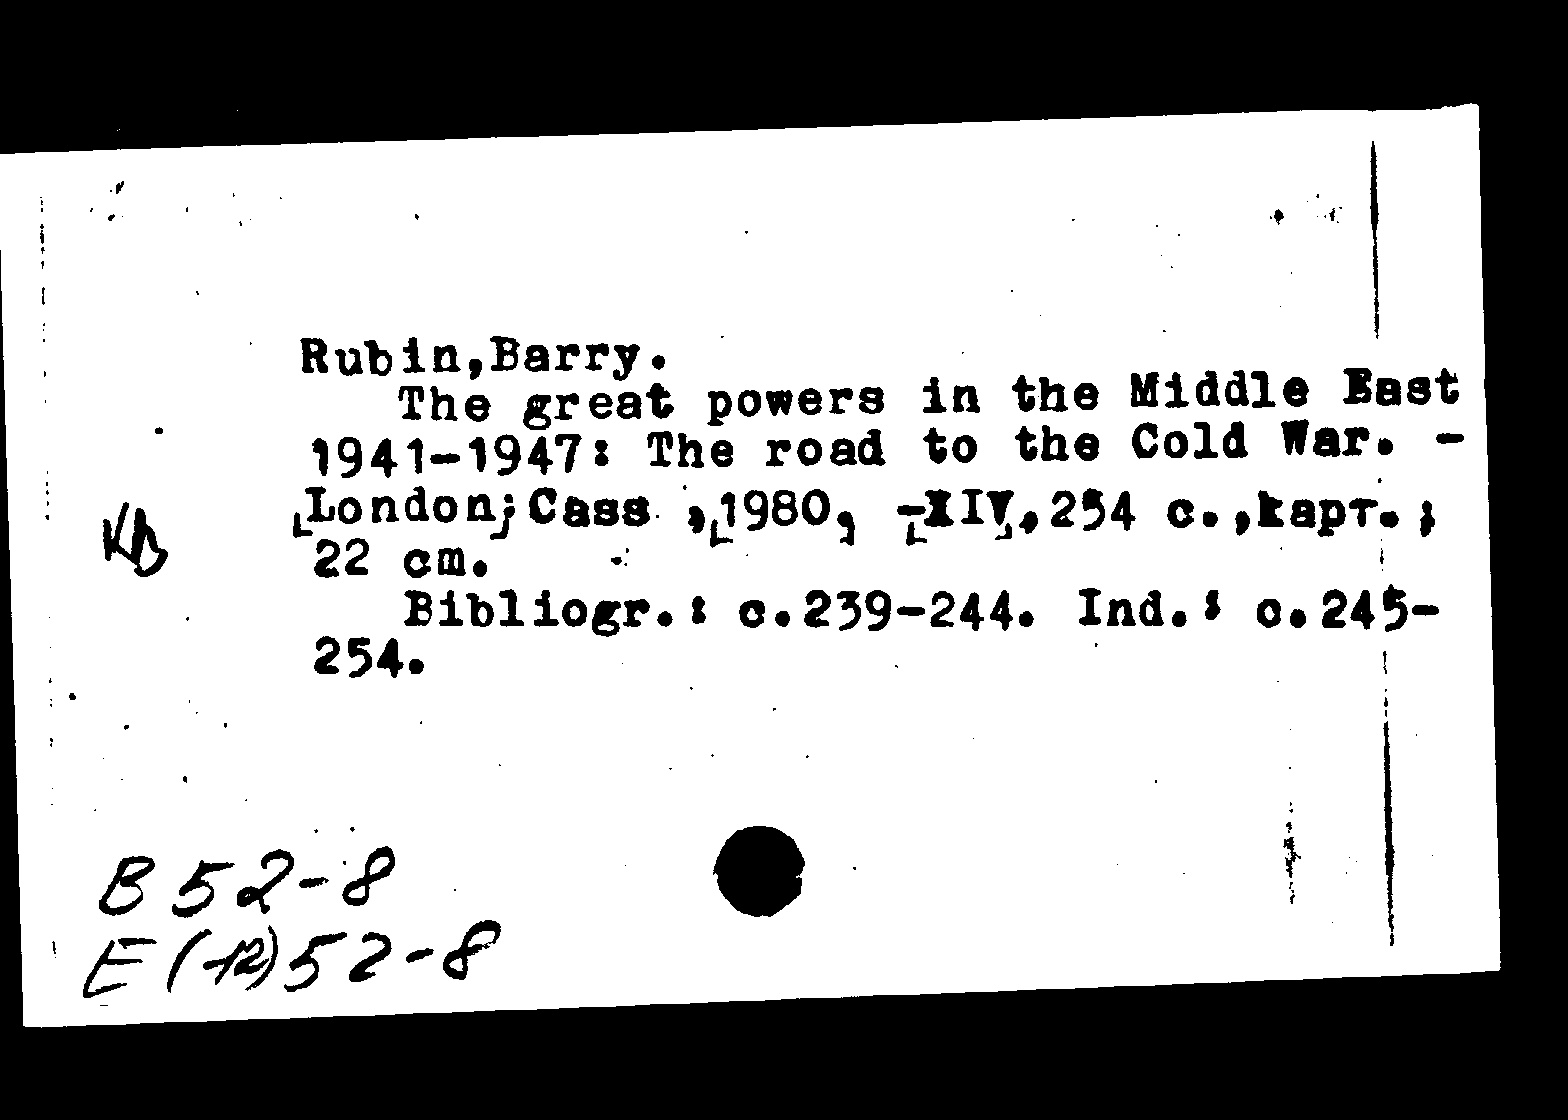 Rubin,Barry.
The great powers in the Middle East
1941-1947: The road to the Cold War. -
London; Cass , 1980, -XIV,254 c.,карт. ;
КВ
22 cm.
Bibliogr.: c.239-244. Ind.: c.245-
254.
B 52-8
E(-12)52-8